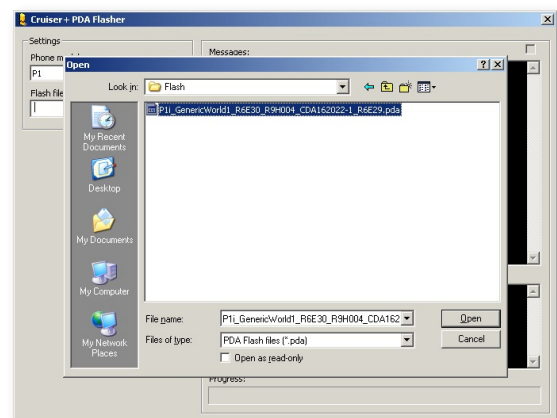 Cruiser+ PDA Flasher
Settings
Phone m
Messages:
P1
Flash file
Open
Look in:
Flash
P1i_GenericWorld1_R6E30_R9H004_CDA162022-1_R6E29.pda
My Recent
Documents
Desktop
My Documents
My Computer
My Network
Places
File name:
P1i_GenericWorld1_R6E30_R9H004_CDA162
Open
Files of type:
PDA Flash files (*.pda)
Cancel
Open as read-only
Progress: